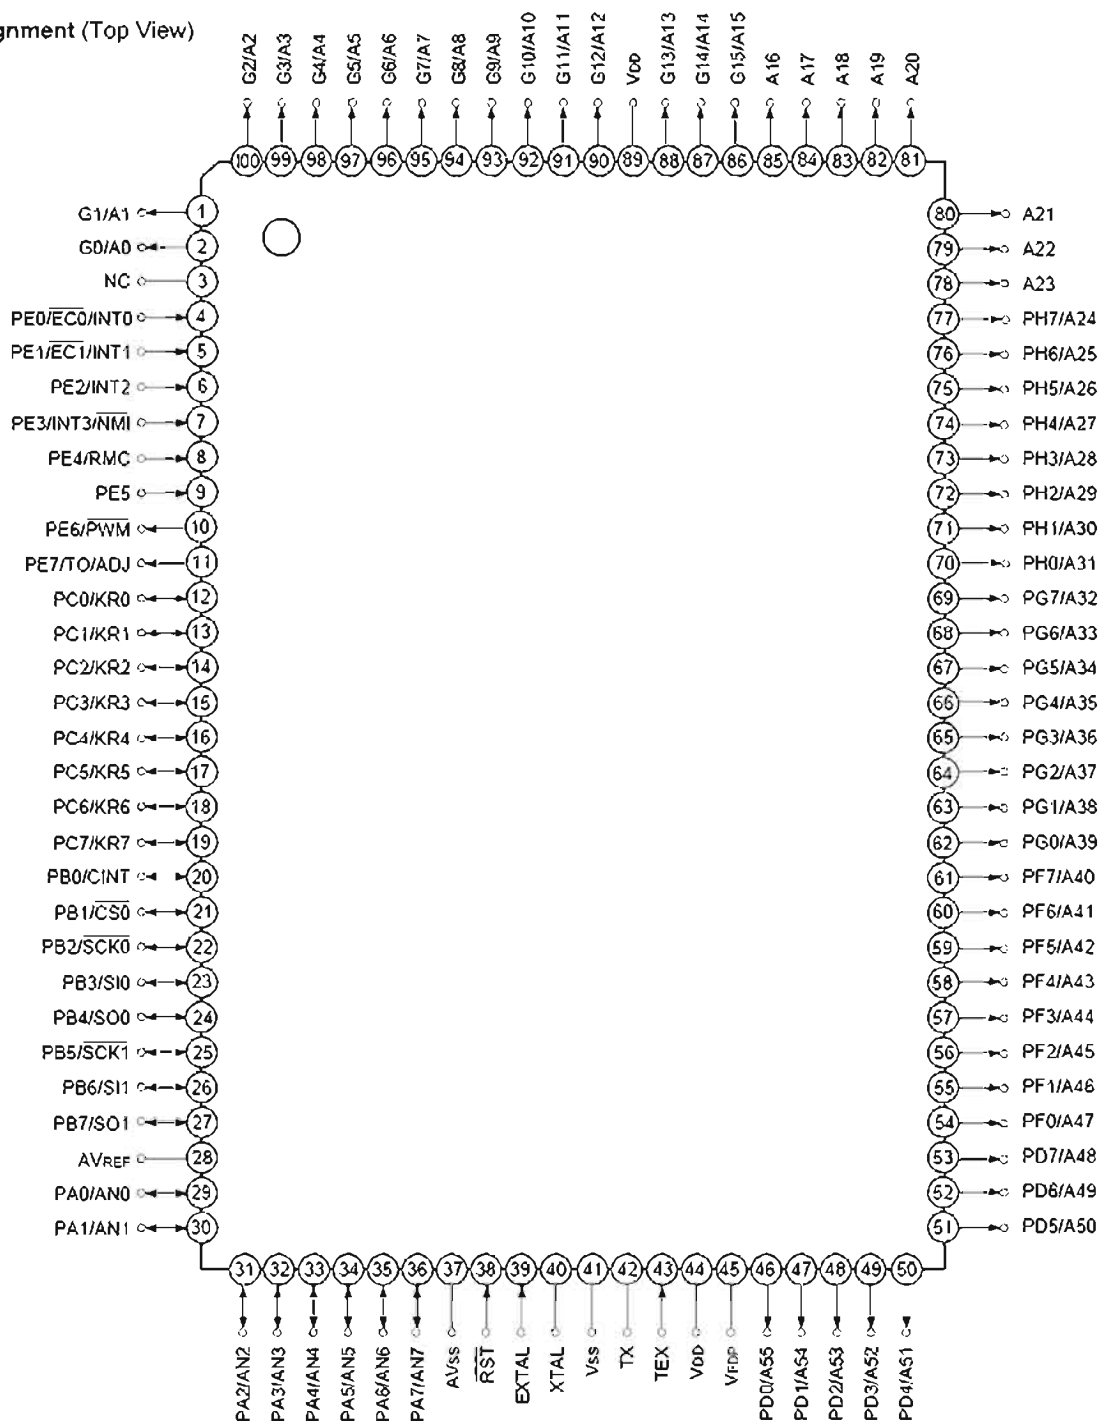 gnment (Top View)
G2/A2
G3/A3
G4/A4
G5/A5
G6/A6
G7/A7
G8/A8
G9/A9
G10/A10
G11/A11
G12/A12
VDD
G13/A13
G14/A14
G15/A15
A16
A17
A18
A19
A20
100 99 98 97 96 95 94 93 92 91 90 89 88 87 86 85 84 83 82 81
G1/A1 1
G0/A0 2
NC 3
PE0/EC0/INT0 4
PE1/EC1/INT1 5
PE2/INT2 6
PE3/INT3/NMI 7
PE4/RMC 8
PE5 9
PE6/PWM 10
PE7/TO/ADJ 11
PC0/KR0 12
PC1/KR1 13
PC2/KR2 14
PC3/KR3 15
PC4/KR4 16
PC5/KR5 17
PC6/KR6 18
PC7/KR7 19
PB0/CINT 20
PB1/CS0 21
PB2/SCK0 22
PB3/SI0 23
PB4/SO0 24
PB5/SCK1 25
PB6/SI1 26
PB7/SO1 27
AVREF 28
PA0/AN0 29
PA1/AN1 30
80 A21
79 A22
78 A23
77 PH7/A24
76 PH6/A25
75 PH5/A26
74 PH4/A27
73 PH3/A28
72 PH2/A29
71 PH1/A30
70 PH0/A31
69 PG7/A32
68 PG6/A33
67 PG5/A34
66 PG4/A35
65 PG3/A36
64 PG2/A37
63 PG1/A38
62 PG0/A39
61 PF7/A40
60 PF6/A41
59 PF5/A42
58 PF4/A43
57 PF3/A44
56 PF2/A45
55 PF1/A46
54 PF0/A47
53 PD7/A48
52 PD6/A49
51 PD5/A50
31 32 33 34 35 36 37 38 39 40 41 42 43 44 45 46 47 48 49 50
PA2/AN2
PA3/AN3
PA4/AN4
PA5/AN5
PA6/AN6
PA7/AN7
AVSS
RST
EXTAL
XTAL
VSS
TX
TEX
VDD
VFDP
PD0/A55
PD1/A54
PD2/A53
PD3/A52
PD4/A51